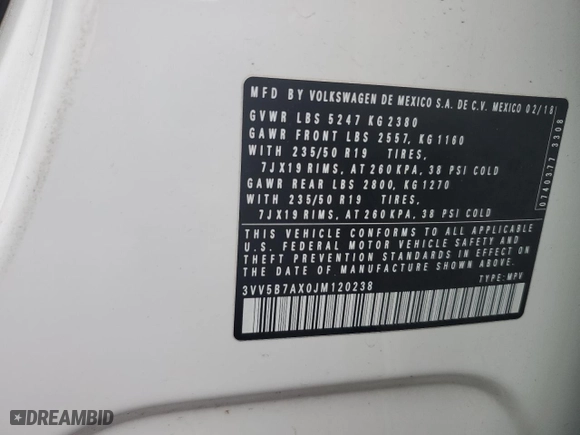 MFD BY VOLKSWAGEN DE MEXICO S.A. DE C.V. MEXICO 02/18
GVWR LBS 5247 KG 2380
GAWR FRONT LBS 2557, KG 1160
WITH 235/50 R19 TIRES,
7JX19 RIMS, AT 260 KPA, 38 PSI COLD
GAWR REAR LBS 2800, KG 1270
WITH 235/50 R19 TIRES,
7JX19 RIMS, AT 260 KPA, 38 PSI COLD
THIS VEHICLE CONFORMS TO ALL APPLICABLE
U.S. FEDERAL MOTOR VEHICLE SAFETY AND
THEFT PREVENTION STANDARDS IN EFFECT ON
THE DATE OF MANUFACTURE SHOWN ABOVE.
3VV5B7AX0JM120238 TYPE: MPV
0740377 3308
DREAMBID